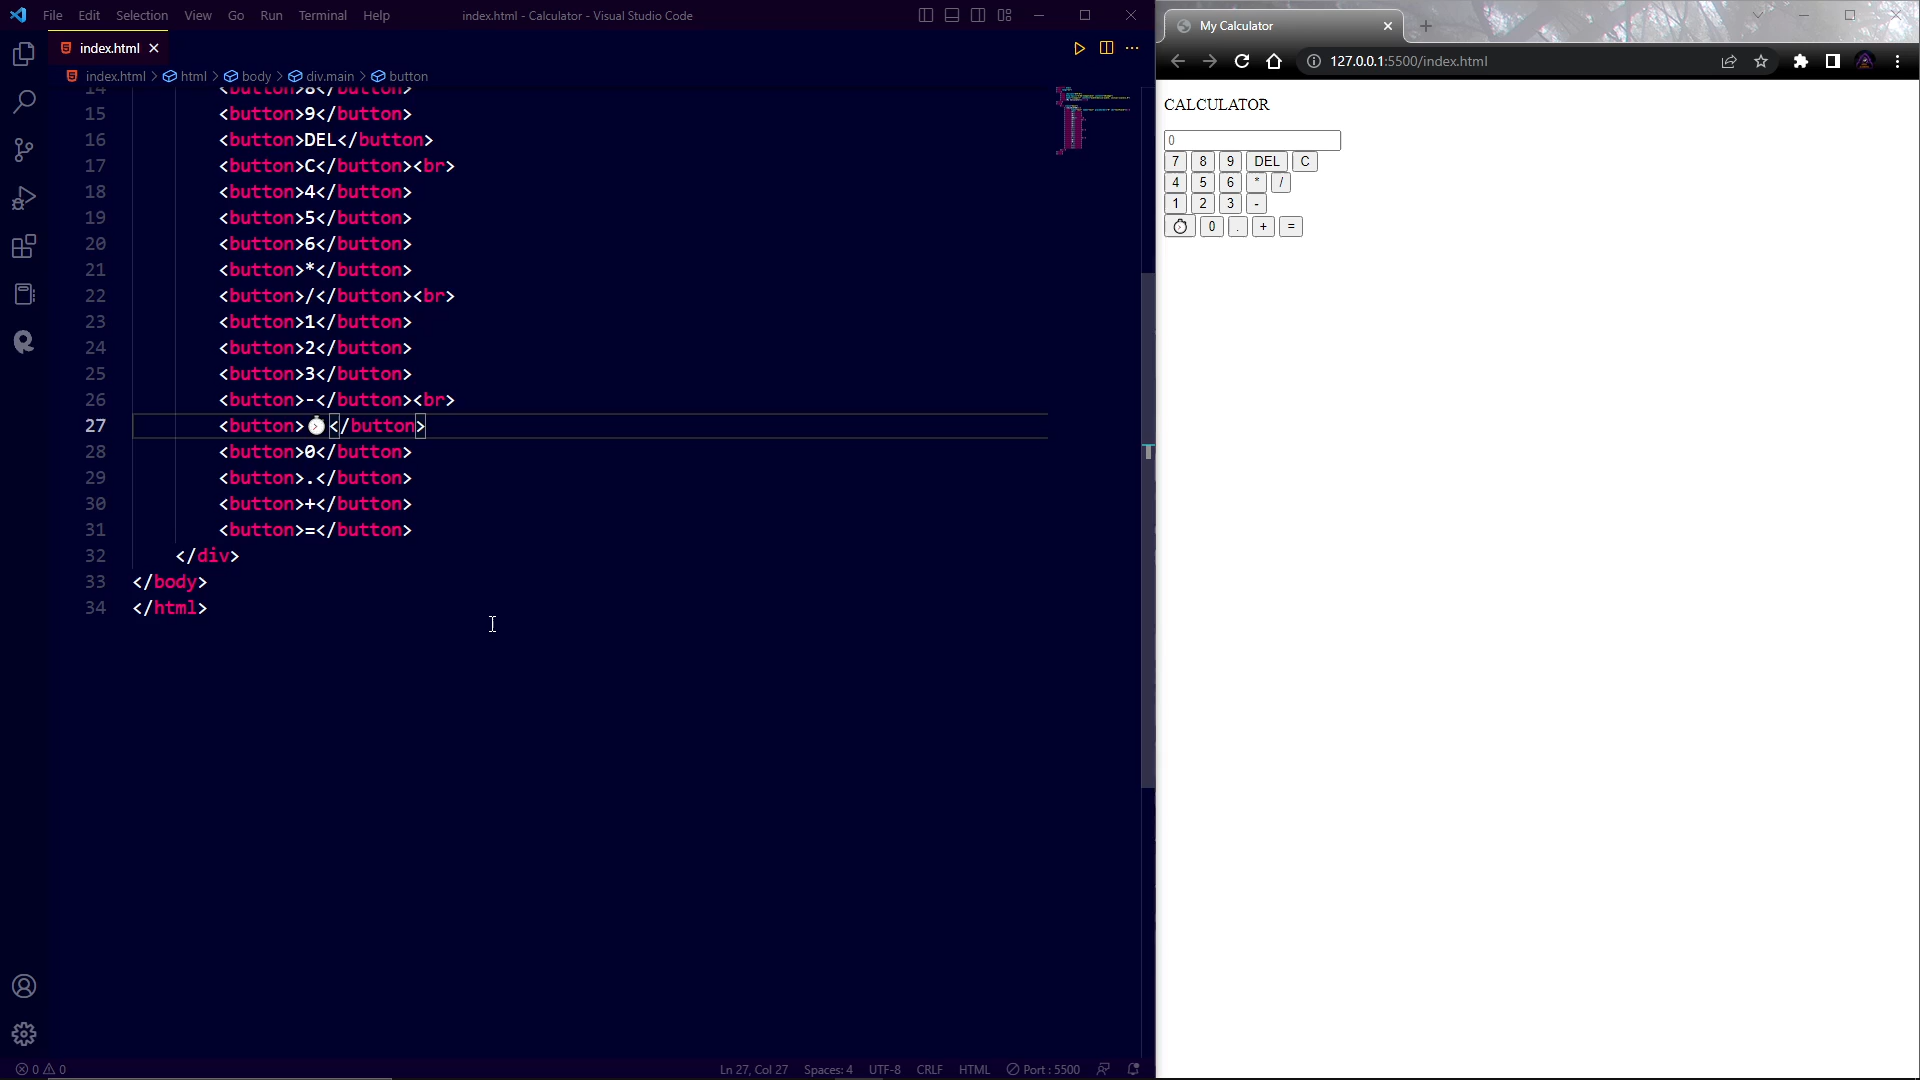 File Edit Selection View Go Run Terminal Help index.html - Calculator - Visual Studio Code
index.html
index.html > html > body > div.main > button
14 <button>8</button>
15 <button>9</button>
16 <button>DEL</button>
17 <button>C</button><br>
18 <button>4</button>
19 <button>5</button>
20 <button>6</button>
21 <button>*</button>
22 <button>/</button><br>
23 <button>1</button>
24 <button>2</button>
25 <button>3</button>
26 <button>-</button><br>
27 <button>⏱</button>
28 <button>0</button>
29 <button>.</button>
30 <button>+</button>
31 <button>=</button>
32 </div>
33 </body>
34 </html>
0 0 Ln 27, Col 27 Spaces: 4 UTF-8 CRLF HTML Port : 5500
My Calculator
127.0.0.1:5500/index.html
CALCULATOR
0
7 8 9 DEL C
4 5 6 * /
1 2 3 -
⏱ 0 . + =